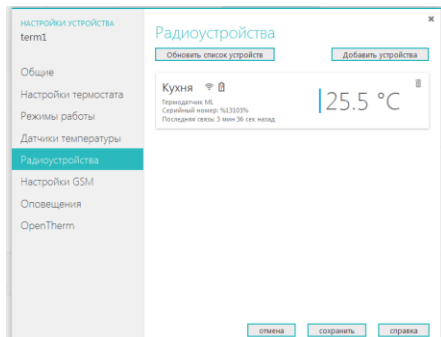 НАСТРОЙКИ УСТРОЙСТВА
term1
Общие
Настройки термостата
Режимы работы
Датчики температуры
Радиоустройства
Настройки GSM
Оповещения
OpenTherm
Радиоустройства
Обновить список устройств
Добавить устройства
Кухня
Термодатчик ML
Серийный номер: %13103%
Последняя связь: 3 мин 36 сек назад
25.5 °C
отмена
сохранить
справка